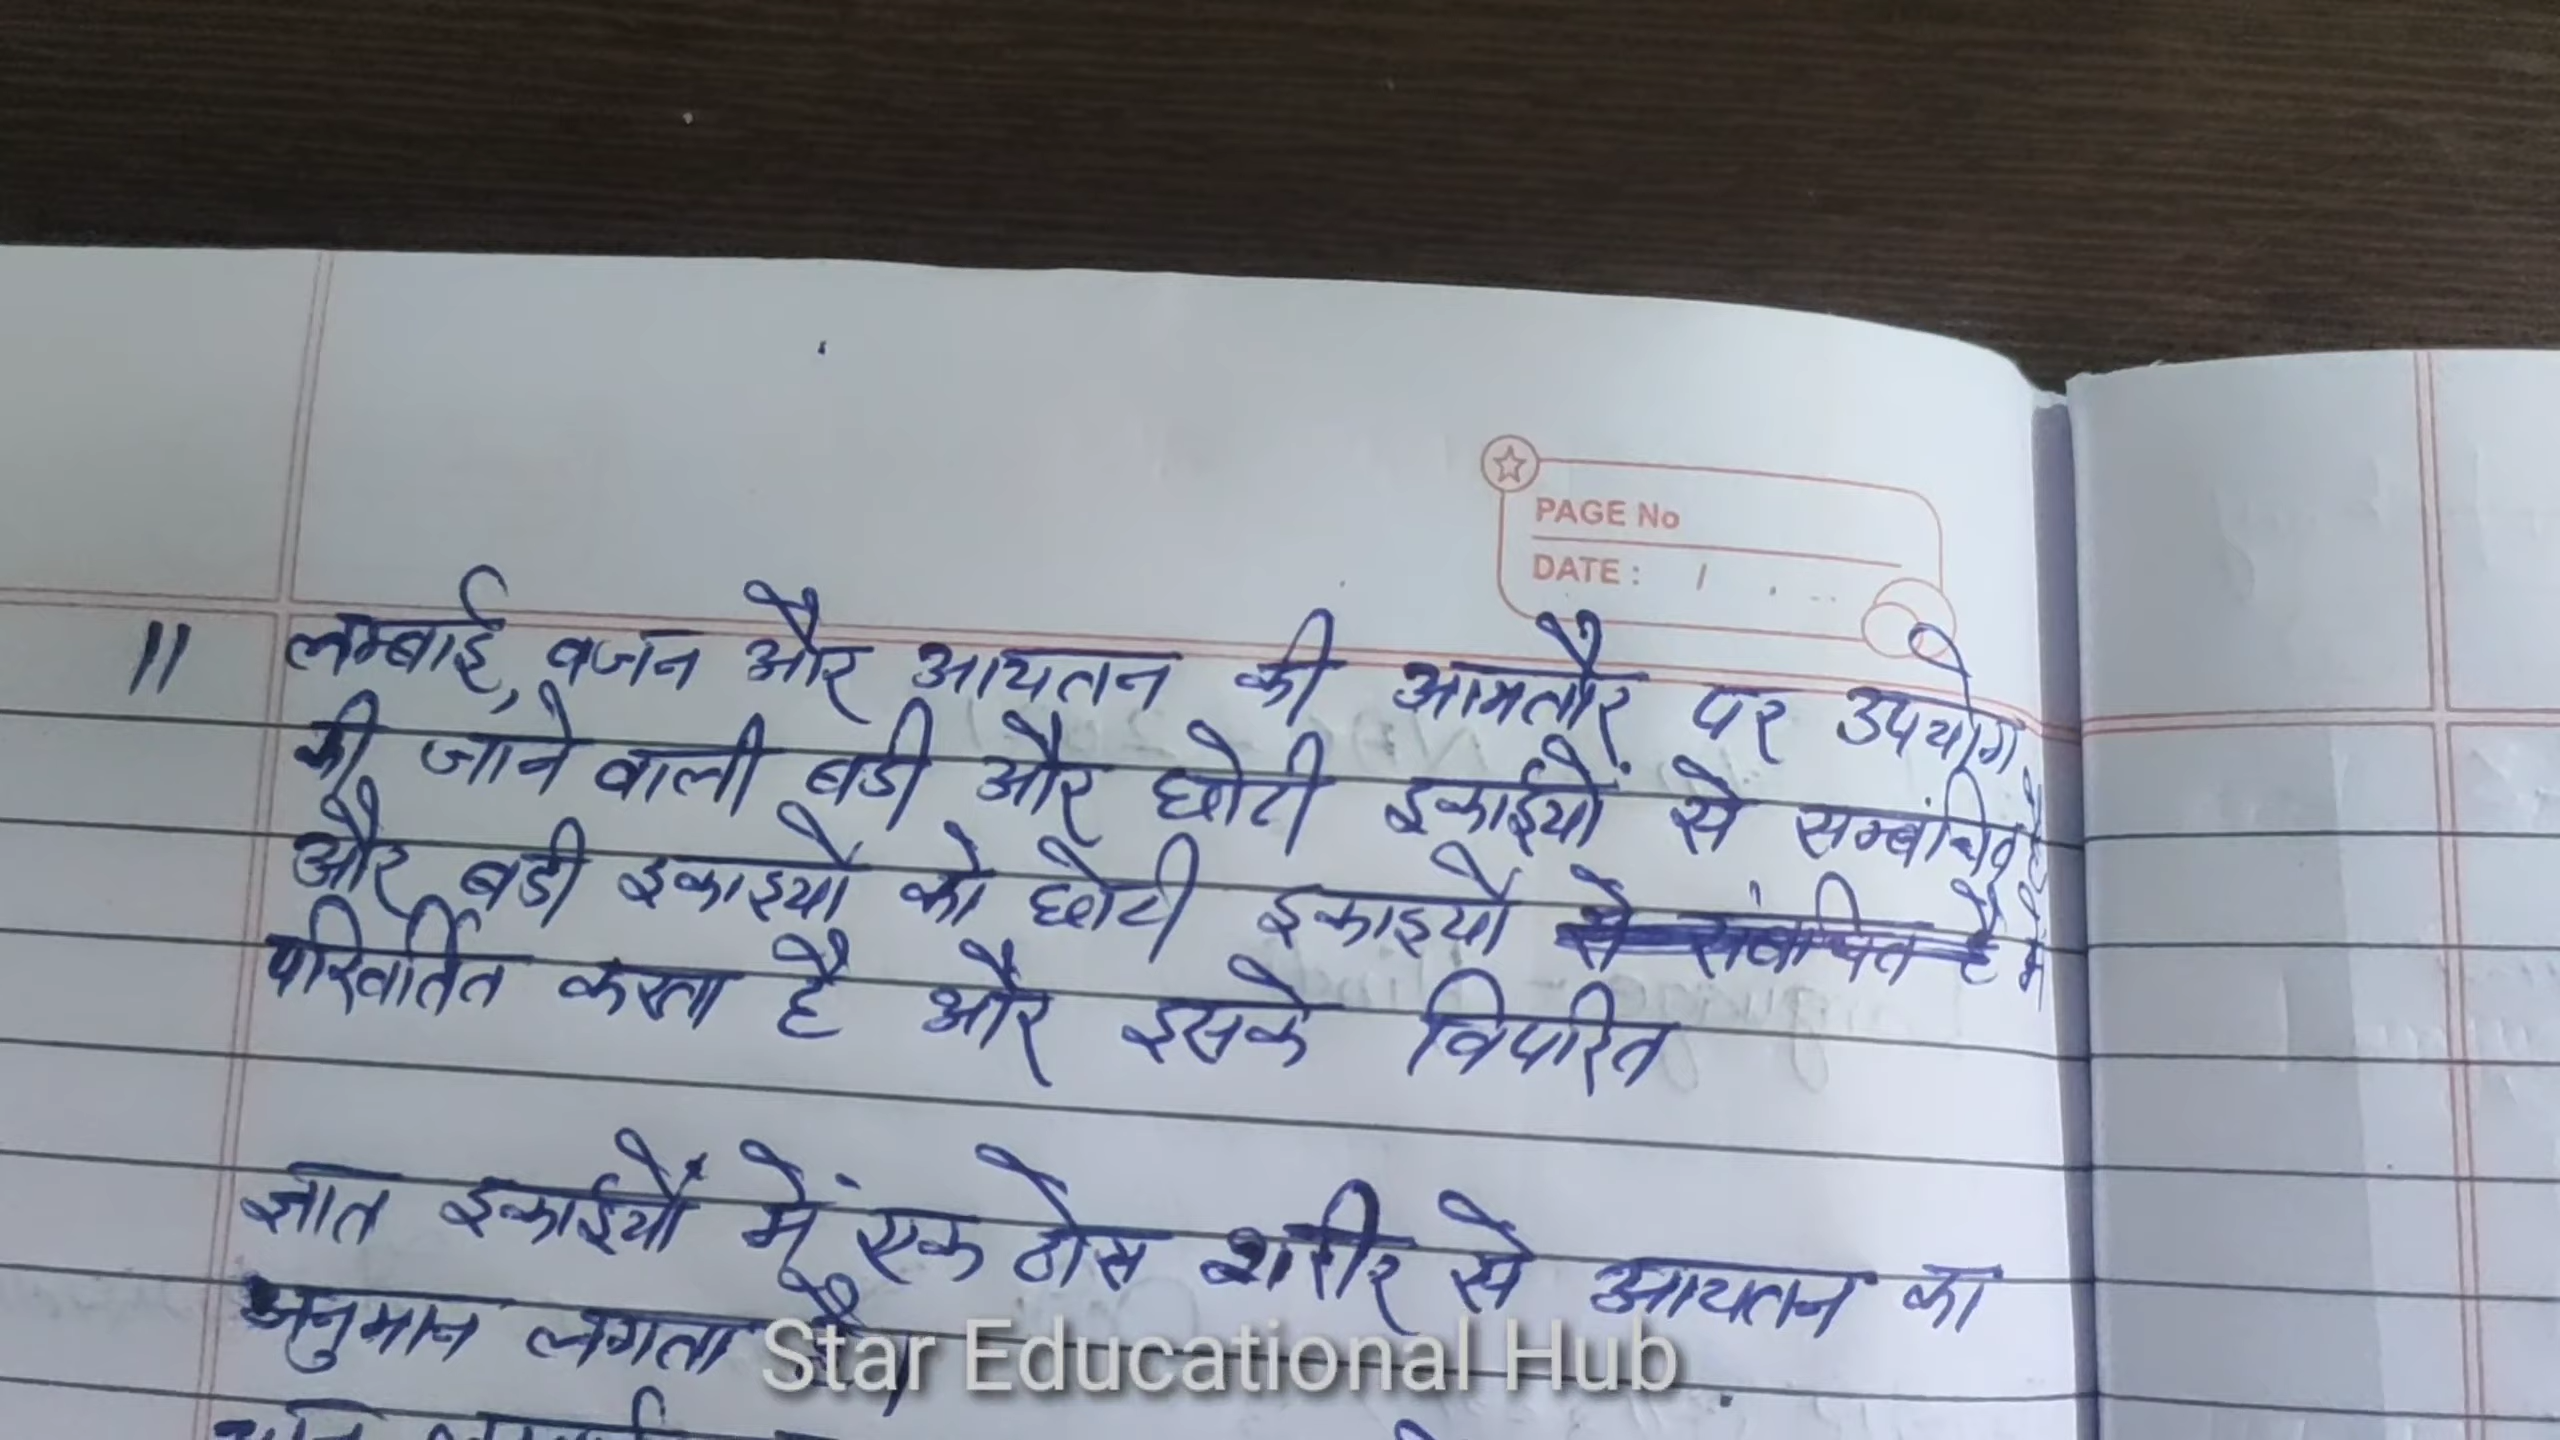 PAGE No
DATE :
11 लम्बाई, वजन और आयतन की आमतौर पर उपयोग
की जाने वाली बडी और छोटी इकाईयों से सम्बंधित है
और बडी इकाइयों को छोटी इकाइयों से संबंधित है में
परिवर्तित करता है और इसके विपरित
ज्ञात इकाईयों में एक ठोस शरीर से आयतन का
अनुमान लगता है।
Star Educational Hub